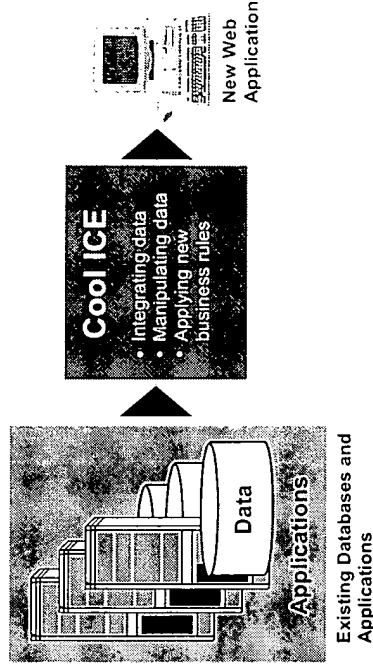 Data
Applications
Existing Databases and
Applications
Cool ICE
• Integrating data
• Manipulating data
• Applying new
business rules
New Web
Application